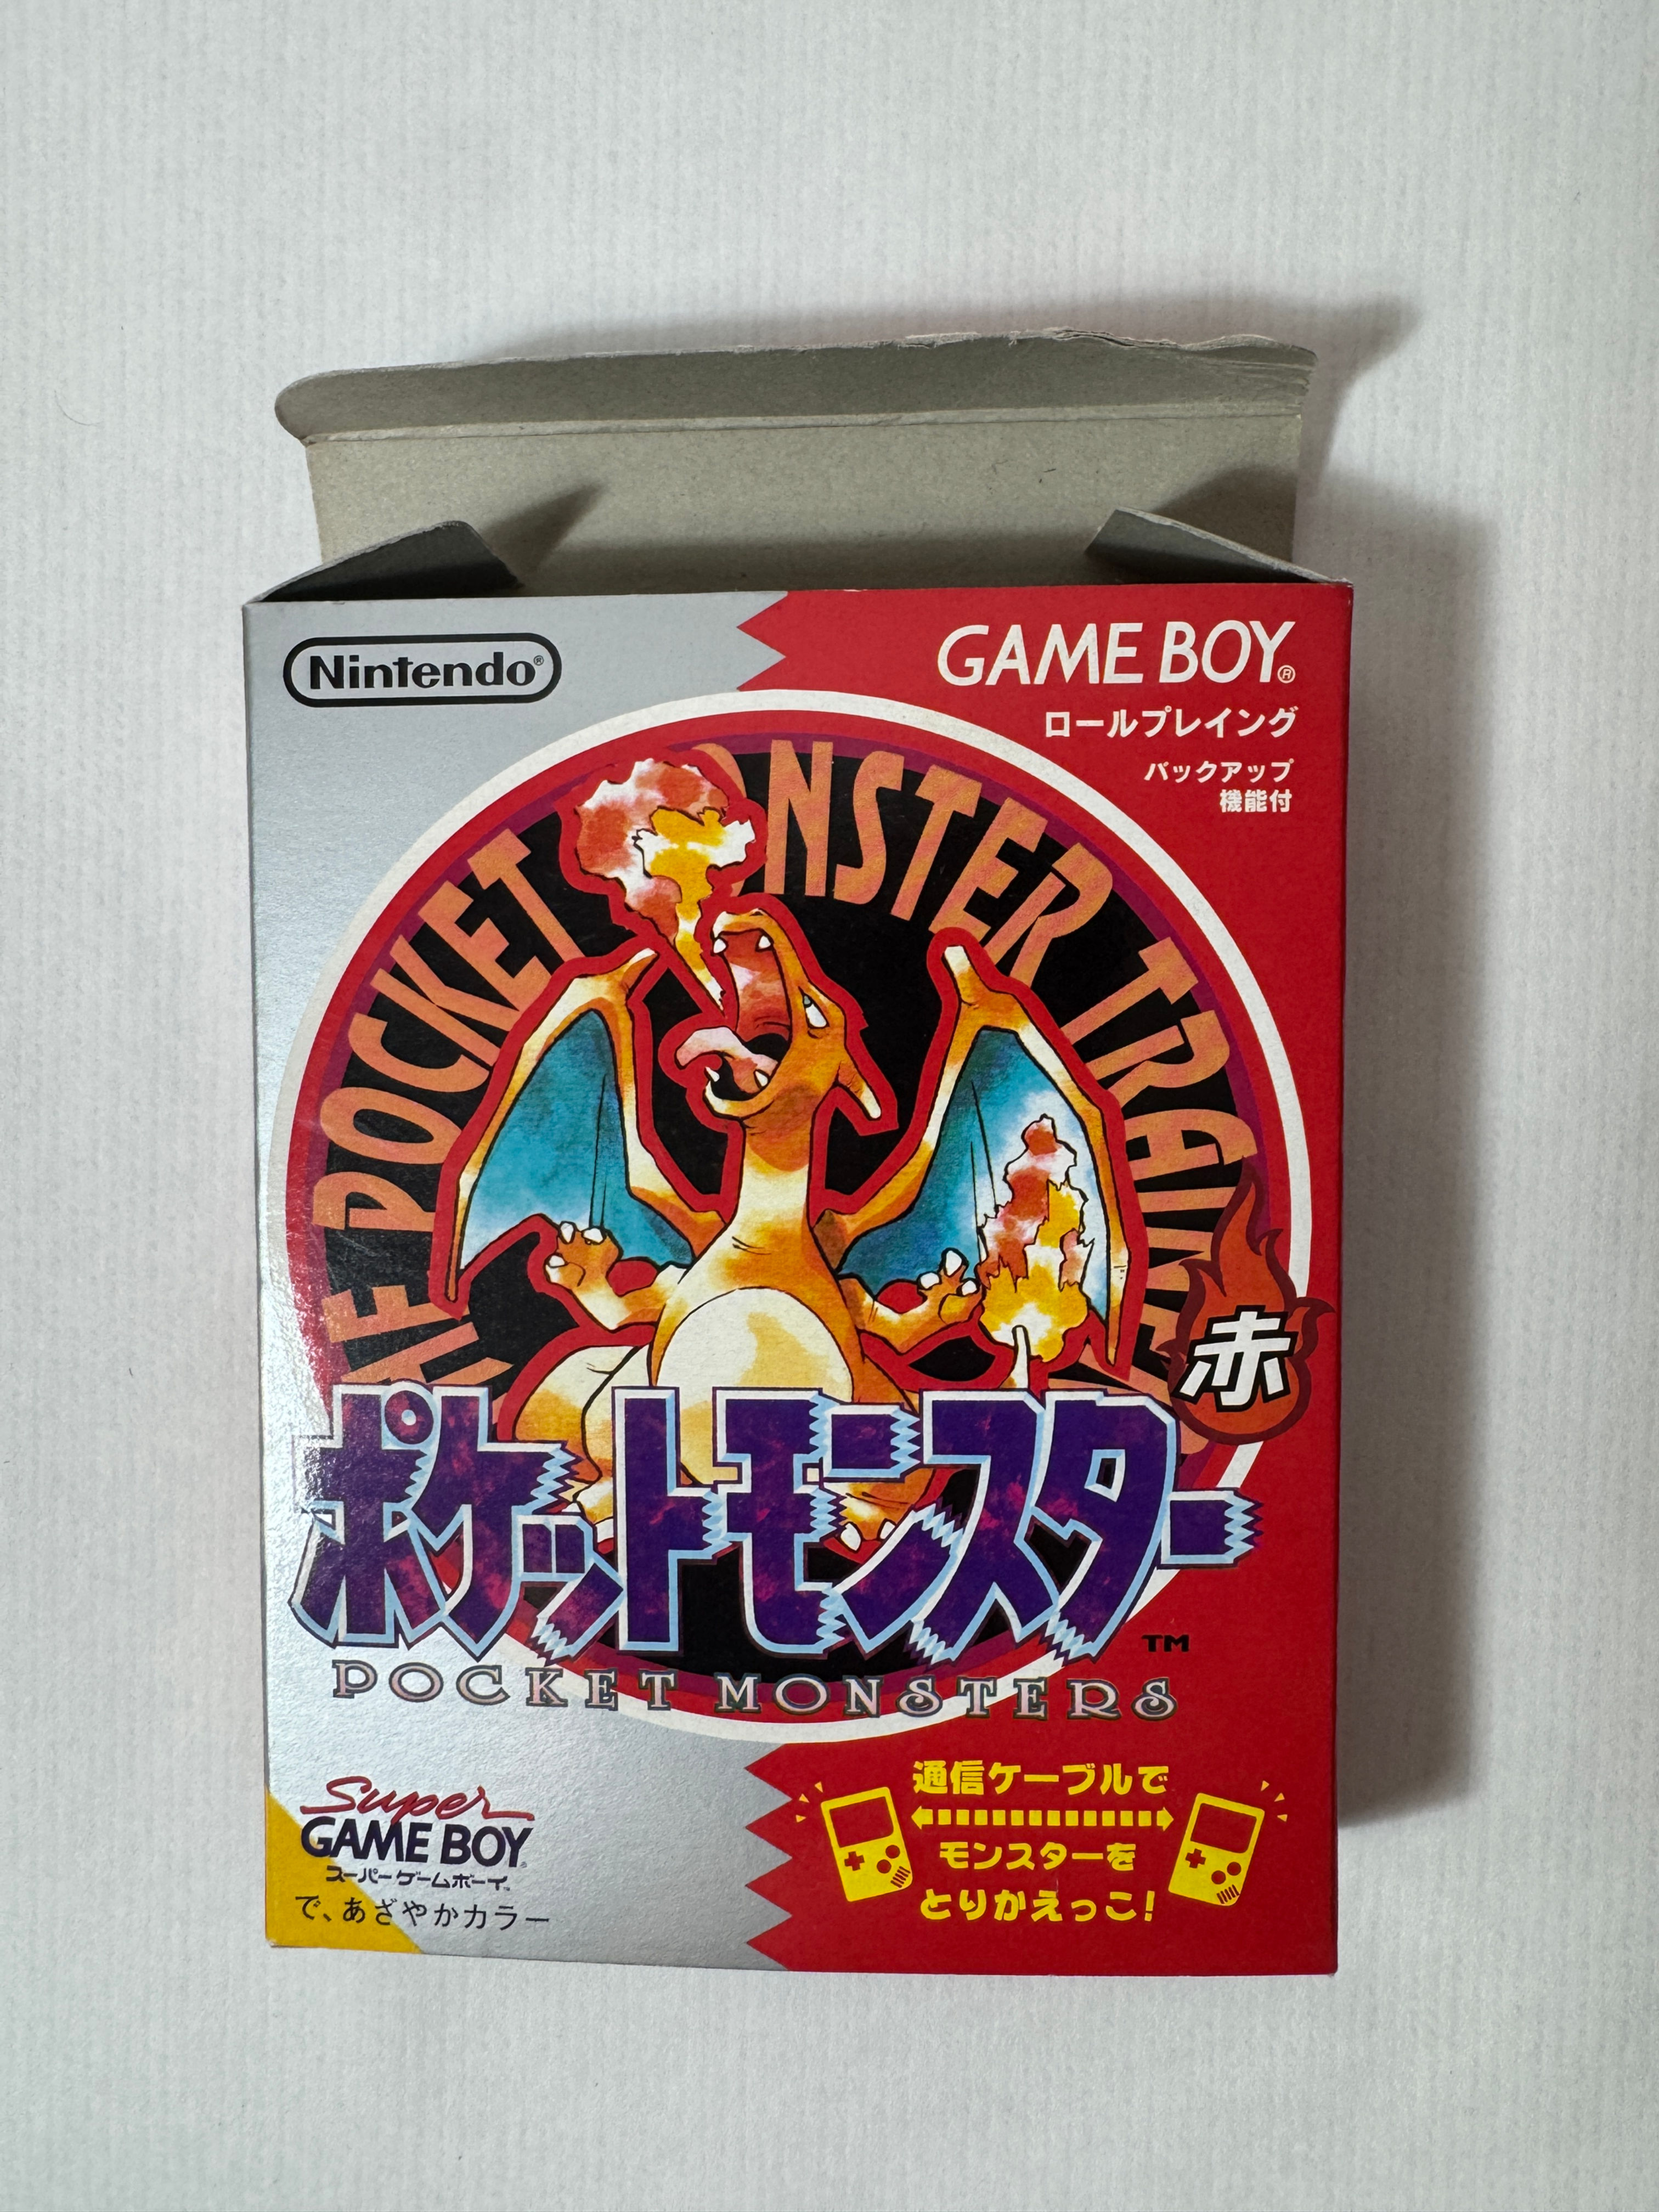 Nintendo®
GAME BOY®
ロールプレイング
バックアップ
機能付
POCKET MONSTER
赤
ポケットモンスター
TM
POCKET MONSTERS
Super
GAME BOY
スーパーゲームボーイ
で、あざやかカラー
通信ケーブルで
モンスターを
とりかえっこ!